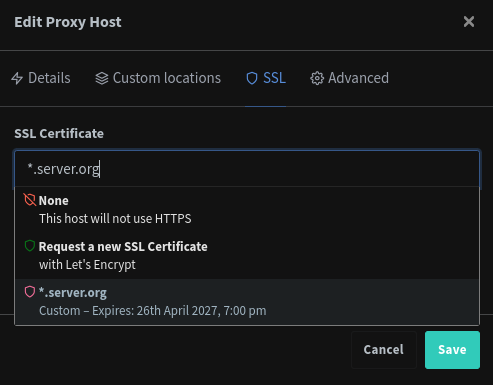 Edit Proxy Host
Details
Custom locations
SSL
Advanced
SSL Certificate
*.server.org
None
This host will not use HTTPS
Request a new SSL Certificate
with Let's Encrypt
*.server.org
Custom – Expires: 26th April 2027, 7:00 pm
Cancel
Save